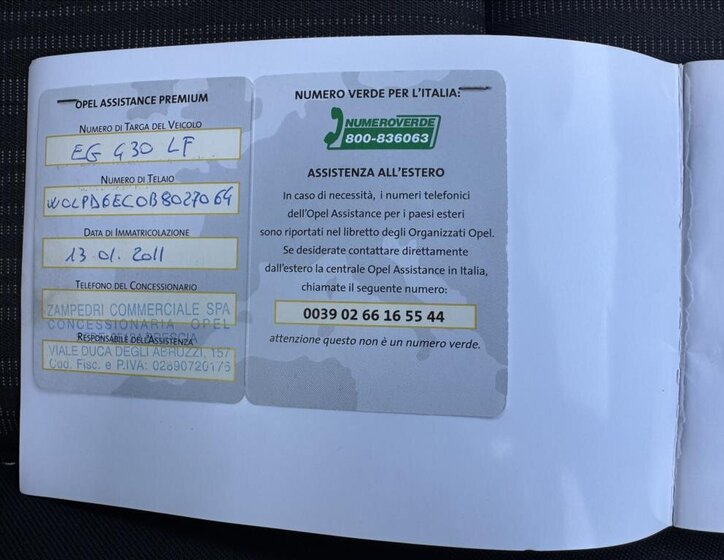 OPEL ASSISTANCE PREMIUM
NUMERO DI TARGA DEL VEICOLO
EG 430 LF
NUMERO DI TELAIO
W0LPD6EC0B8027064
DATA DI IMMATRICOLAZIONE
13 01. 2011
TELEFONO DEL CONCESSIONARIO
ZAMPEDRI COMMERCIALE SPA
CONCESSIONARIA OPEL
RESPONSABILE DELL'ASSISTENZA
VIALE DUCA DEGLI ABRUZZI, 157
Cod. Fisc. e P.IVA: 02890720176
NUMERO VERDE PER L'ITALIA:
NUMEROVERDE
800-836063
ASSISTENZA ALL'ESTERO
In caso di necessità, i numeri telefonici
dell'Opel Assistance per i paesi esteri
sono riportati nel libretto degli Organizzati Opel.
Se desiderate contattare direttamente
dall'estero la centrale Opel Assistance in Italia,
chiamate il seguente numero:
0039 02 66 16 55 44
attenzione questo non è un numero verde.